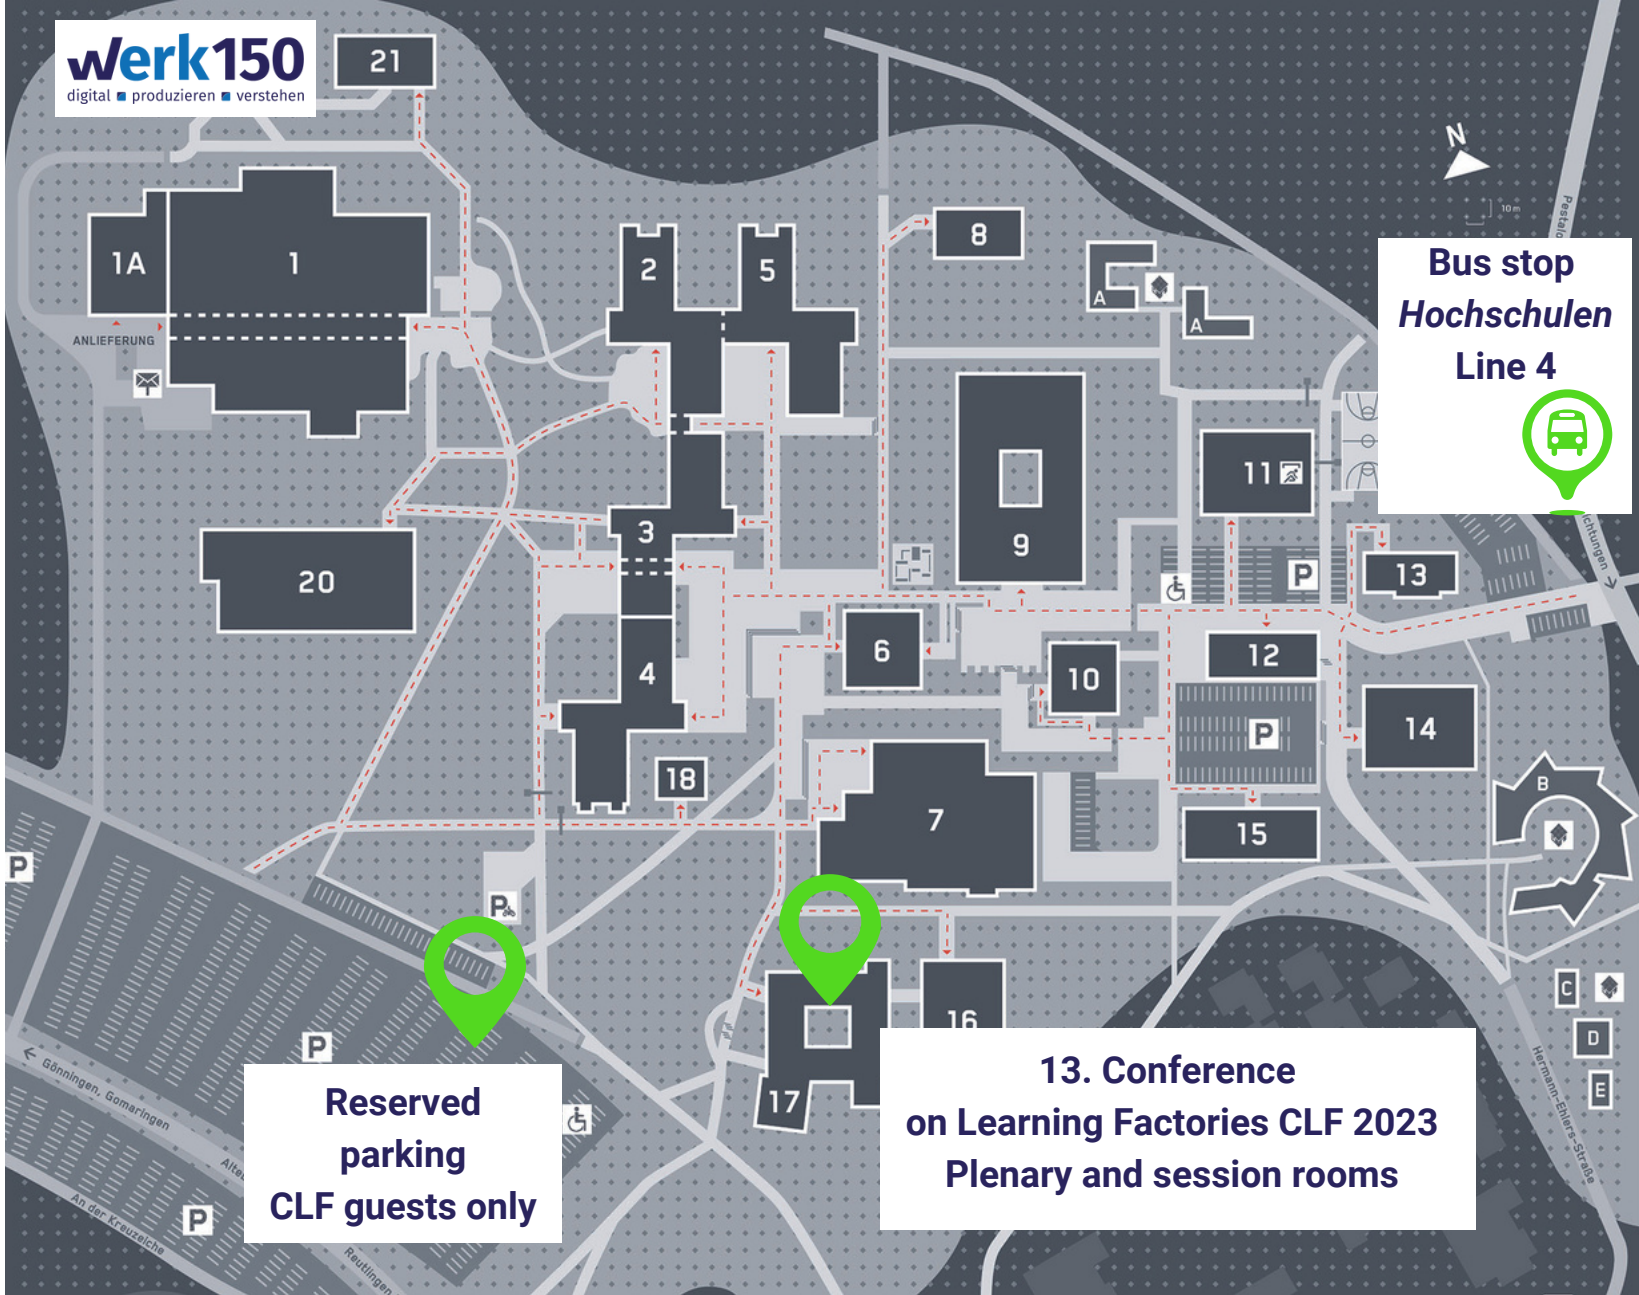 werk150
digital ▪ produzieren ▪ verstehen
21
N
10 m
Bus stop
Hochschulen
Line 4
1A
1
2
5
8
A
A
ANLIEFERUNG
11
9
3
P
13
20
6
12
4
10
14
P
18
7
B
15
P
P
16
C
P
17
D
E
Gönningen, Gomaringen
An der Kreuzeiche
Reutlingen
P
Hermann-Ehlers-Straße
Reserved
parking
CLF guests only
13. Conference
on Learning Factories CLF 2023
Plenary and session rooms